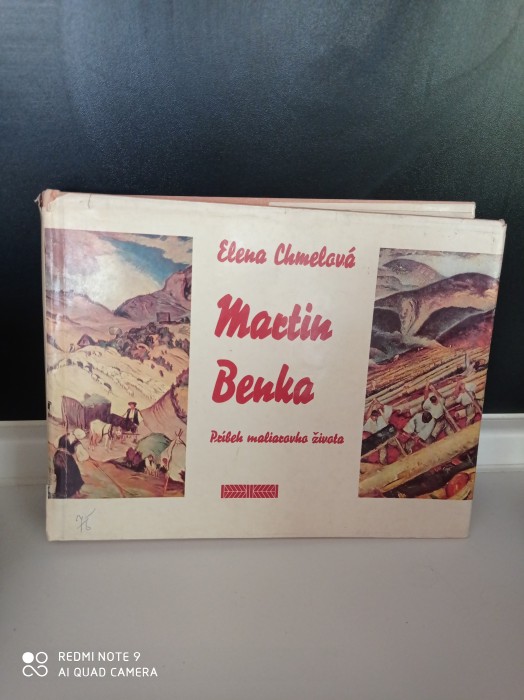 Elena Chmelová
Martin
Benka
Príbeh maliarovho života
REDMI NOTE 9
AI QUAD CAMERA